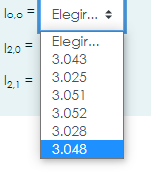 I₀,₀ = Elegir...
Elegir...
I₂,₀ = 3.043
3.025
I₂,₁ = 3.051
3.052
3.028
3.048